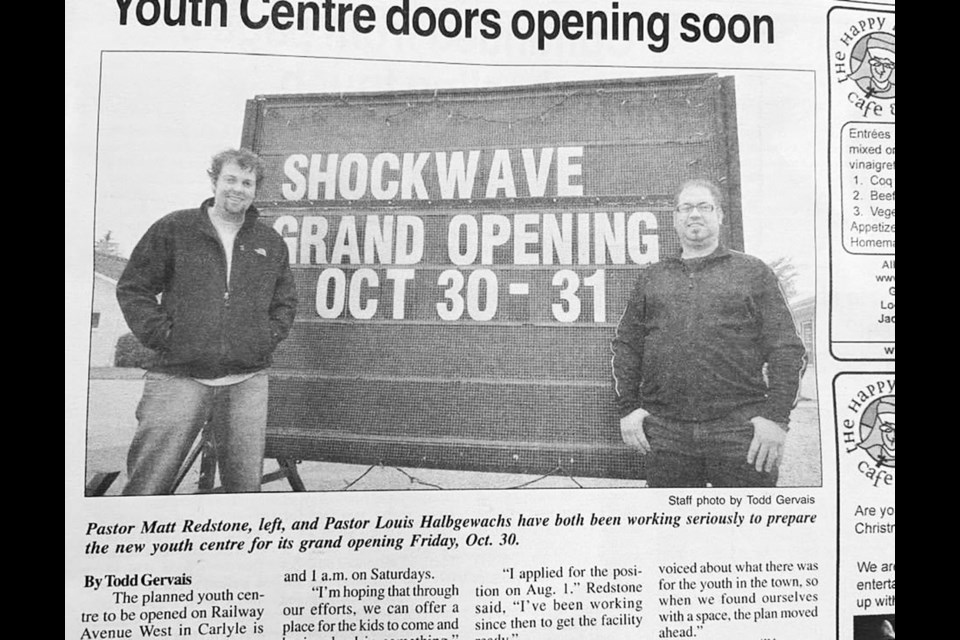 Youth Centre doors opening soon
SHOCKWAVE
GRAND OPENING
OCT 30 - 31
Staff photo by Todd Gervais
Pastor Matt Redstone, left, and Pastor Louis Halbgewachs have both been working seriously to prepare
the new youth centre for its grand opening Friday, Oct. 30.
By Todd Gervais
The planned youth cen-
tre to be opened on Railway
Avenue West in Carlyle is
and 1 a.m. on Saturdays.
"I'm hoping that through
our efforts, we can offer a
place for the kids to come and
"I applied for the posi-
tion on Aug. 1." Redstone
said, "I've been working
since then to get the facility
ready."
voiced about what there was
for the youth in the town, so
when we found ourselves
with a space, the plan moved
ahead."
THE HAPPY
cafe &
Entrées
mixed
vinaigret
1. Coq
2. Beef
3. Vege
Appetize
Homema
All
ww
G
Lo
Jac
w
THE HAPPY
cafe
Are yo
Christm
We are
enterta
up with